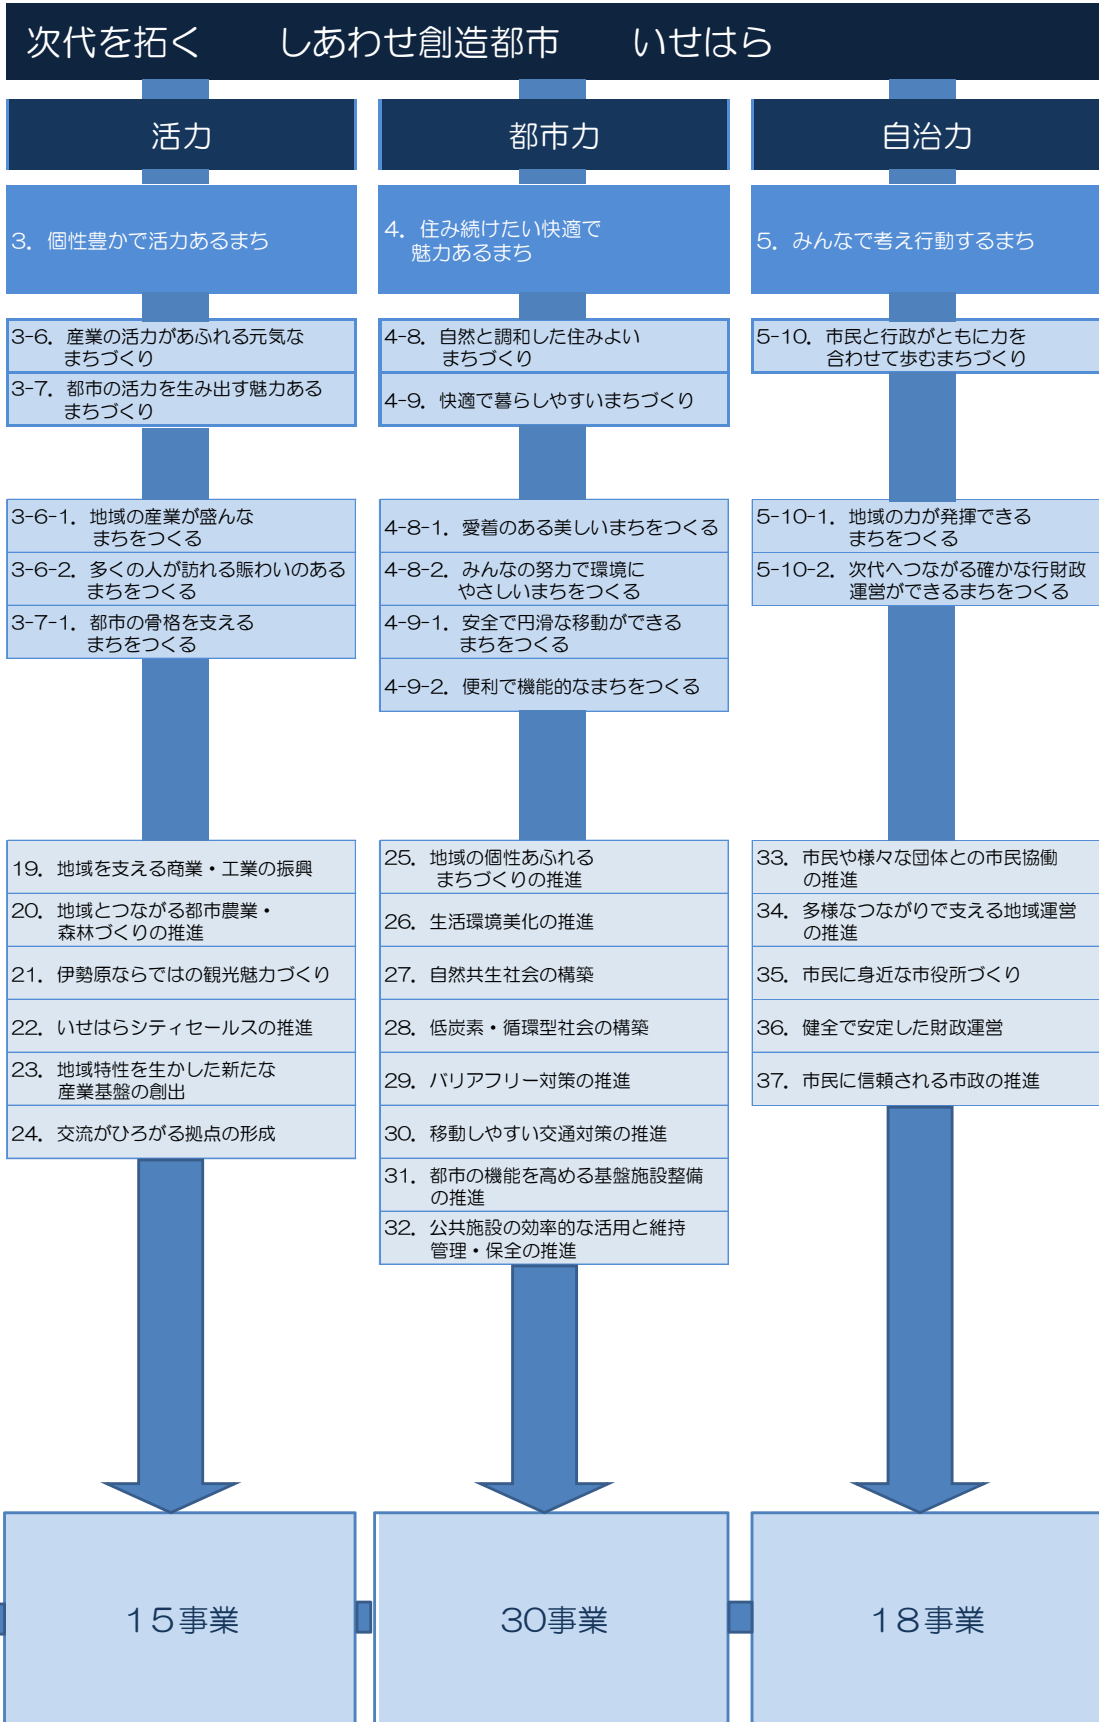 次代を拓く　しあわせ創造都市　いせはら
活力
都市力
自治力
3．個性豊かで活力あるまち
4．住み続けたい快適で
魅力あるまち
5．みんなで考え行動するまち
3-6．産業の活力があふれる元気な
まちづくり
3-7．都市の活力を生み出す魅力ある
まちづくり
4-8．自然と調和した住みよい
まちづくり
4-9．快適で暮らしやすいまちづくり
5-10．市民と行政がともに力を
合わせて歩むまちづくり
3-6-1．地域の産業が盛んな
まちをつくる
3-6-2．多くの人が訪れる賑わいのある
まちをつくる
3-7-1．都市の骨格を支える
まちをつくる
4-8-1．愛着のある美しいまちをつくる
4-8-2．みんなの努力で環境に
やさしいまちをつくる
4-9-1．安全で円滑な移動ができる
まちをつくる
4-9-2．便利で機能的なまちをつくる
5-10-1．地域の力が発揮できる
まちをつくる
5-10-2．次代へつながる確かな行財政
運営ができるまちをつくる
19．地域を支える商業・工業の振興
20．地域とつながる都市農業・
森林づくりの推進
21．伊勢原ならではの観光魅力づくり
22．いせはらシティセールスの推進
23．地域特性を生かした新たな
産業基盤の創出
24．交流がひろがる拠点の形成
25．地域の個性あふれる
まちづくりの推進
26．生活環境美化の推進
27．自然共生社会の構築
28．低炭素・循環型社会の構築
29．バリアフリー対策の推進
30．移動しやすい交通対策の推進
31．都市の機能を高める基盤施設整備
の推進
32．公共施設の効率的な活用と維持
管理・保全の推進
33．市民や様々な団体との市民協働
の推進
34．多様なつながりで支える地域運営
の推進
35．市民に身近な市役所づくり
36．健全で安定した財政運営
37．市民に信頼される市政の推進
15事業
30事業
18事業